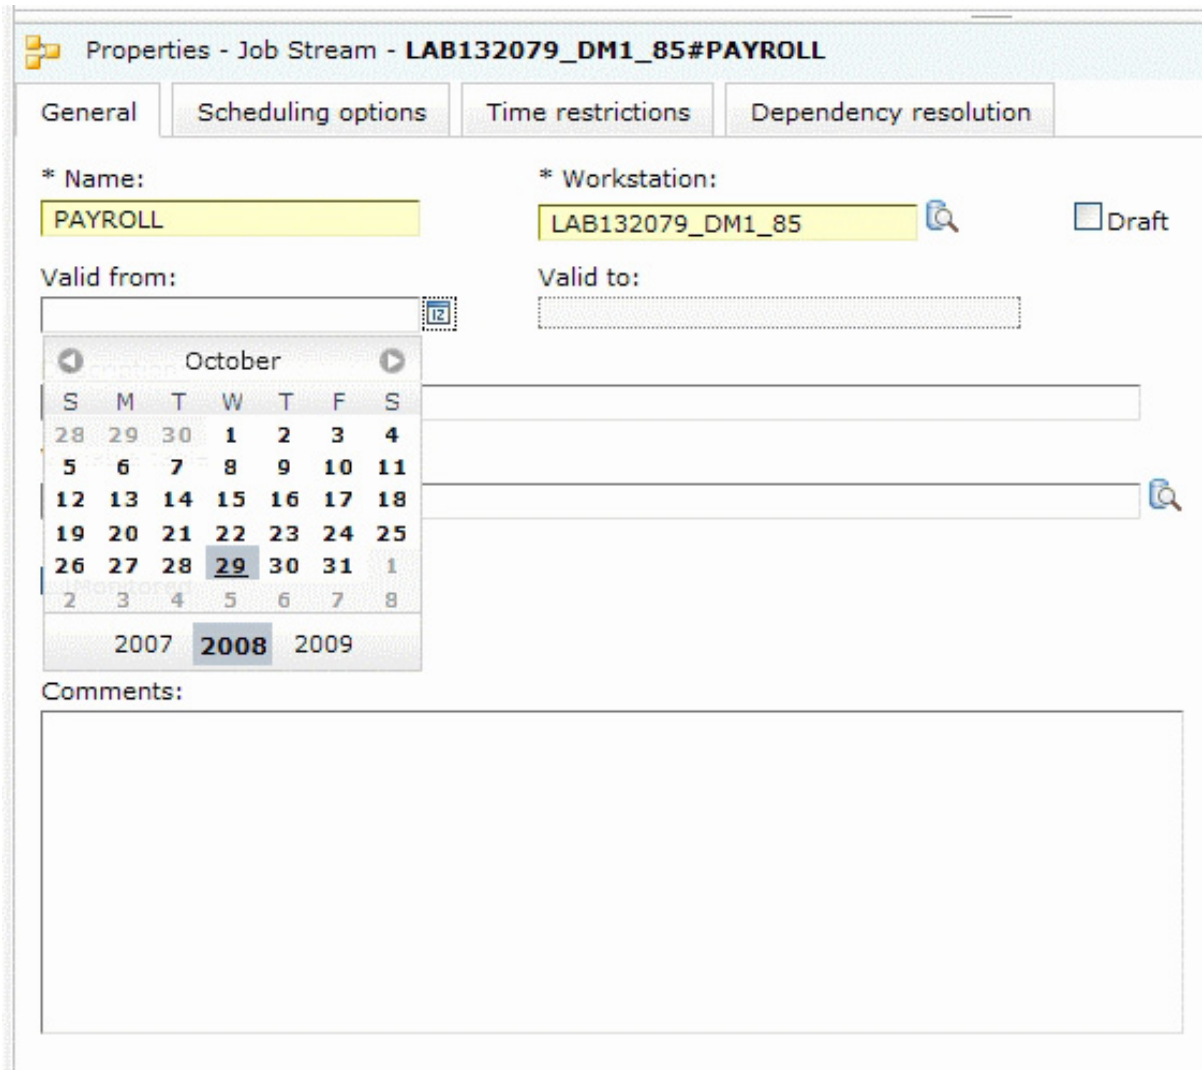 Properties - Job Stream - LAB132079_DM1_85#PAYROLL
General Scheduling options Time restrictions Dependency resolution
* Name: * Workstation:
PAYROLL LAB132079_DM1_85 Draft
Valid from: Valid to:
12
October
S M T W T F S
28 29 30 1 2 3 4
5 6 7 8 9 10 11
12 13 14 15 16 17 18
19 20 21 22 23 24 25
26 27 28 29 30 31 1
2 3 4 5 6 7 8
2007 2008 2009
Comments: